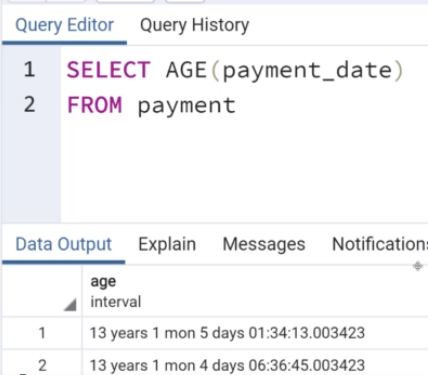 Query Editor Query History
1 SELECT AGE(payment_date)
2 FROM payment
Data Output Explain Messages Notifications
age
interval
1 13 years 1 mon 5 days 01:34:13.003423
2 13 years 1 mon 4 days 06:36:45.003423